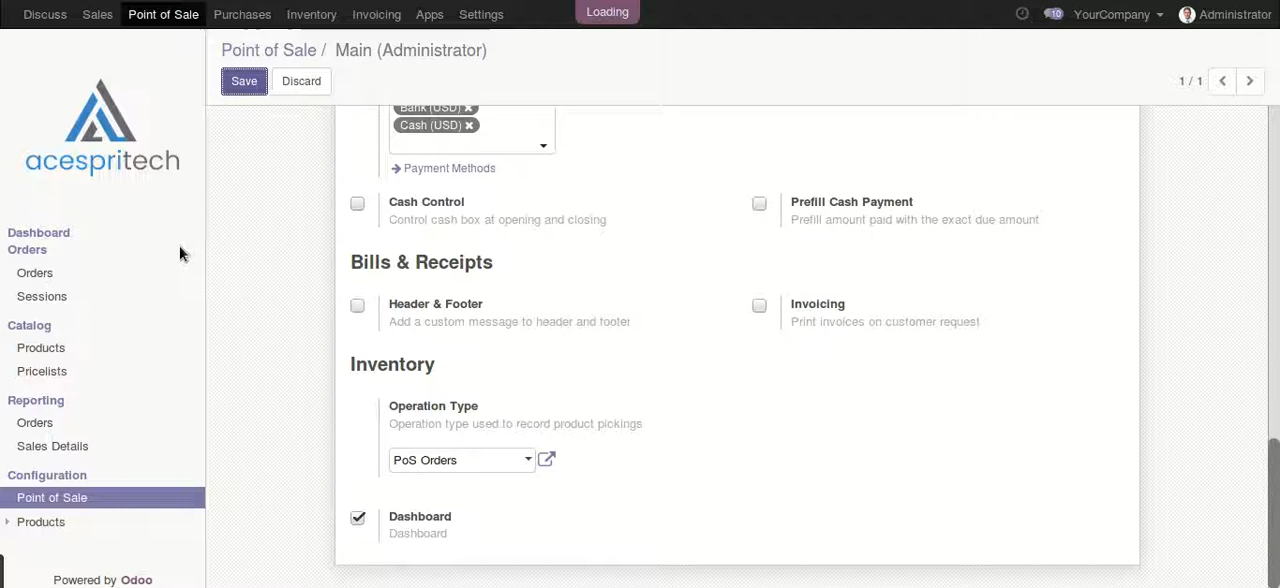 Discuss Sales Point of Sale Purchases Inventory Invoicing Apps Settings Loading 10 YourCompany Administrator
Point of Sale / Main (Administrator)
Save Discard 1 / 1
acespritech
Dashboard
Orders
Orders
Sessions
Catalog
Products
Pricelists
Reporting
Orders
Sales Details
Configuration
Point of Sale
Products
Powered by Odoo
Bank (USD)
Cash (USD)
Payment Methods
Cash Control
Control cash box at opening and closing
Prefill Cash Payment
Prefill amount paid with the exact due amount
Bills & Receipts
Header & Footer
Add a custom message to header and footer
Invoicing
Print invoices on customer request
Inventory
Operation Type
Operation type used to record product pickings
PoS Orders
Dashboard
Dashboard